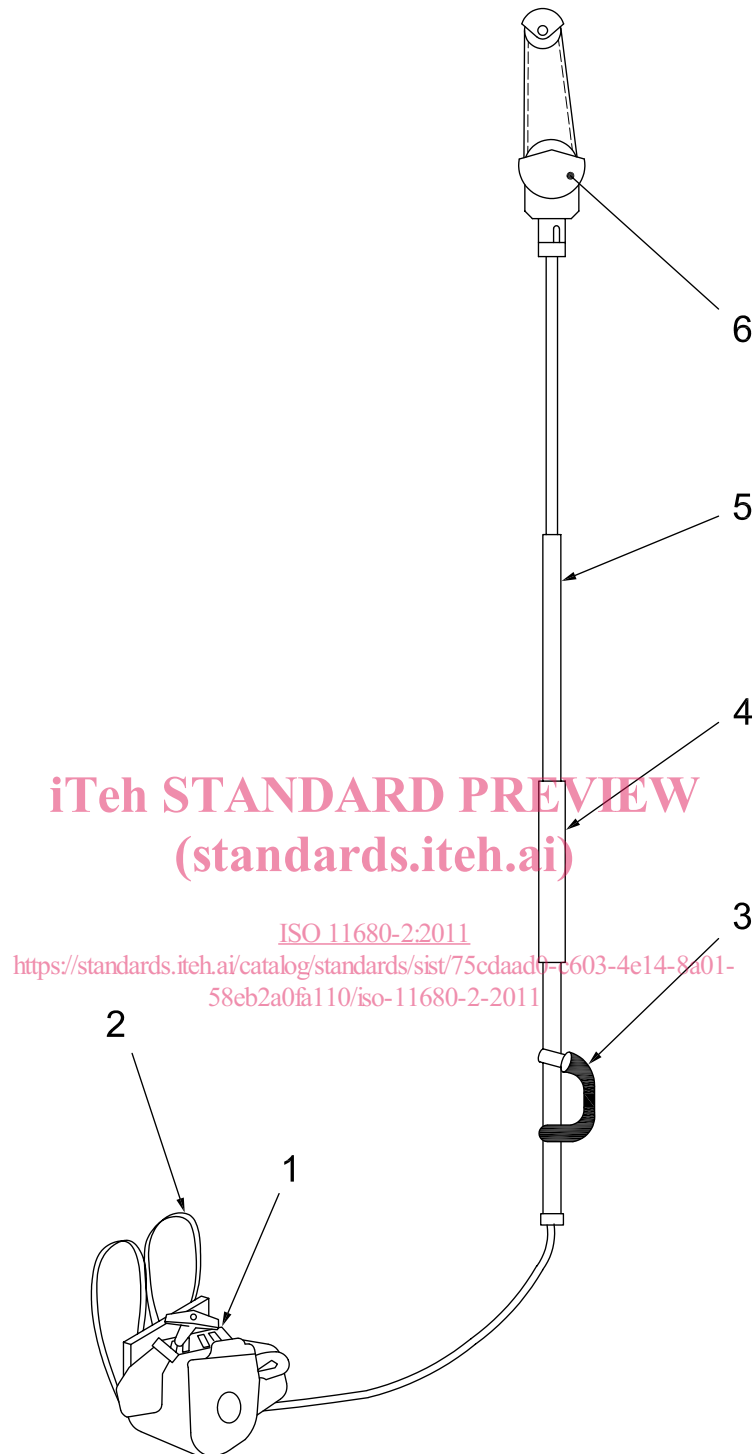 6
5
4
iTeh STANDARD PREVIEW
(standards.iteh.ai)
3
ISO 11680-2:2011
https://standards.iteh.ai/catalog/standards/sist/75cdaad0-c603-4e14-8a01-
58eb2a0fa110/iso-11680-2-2011
2
1